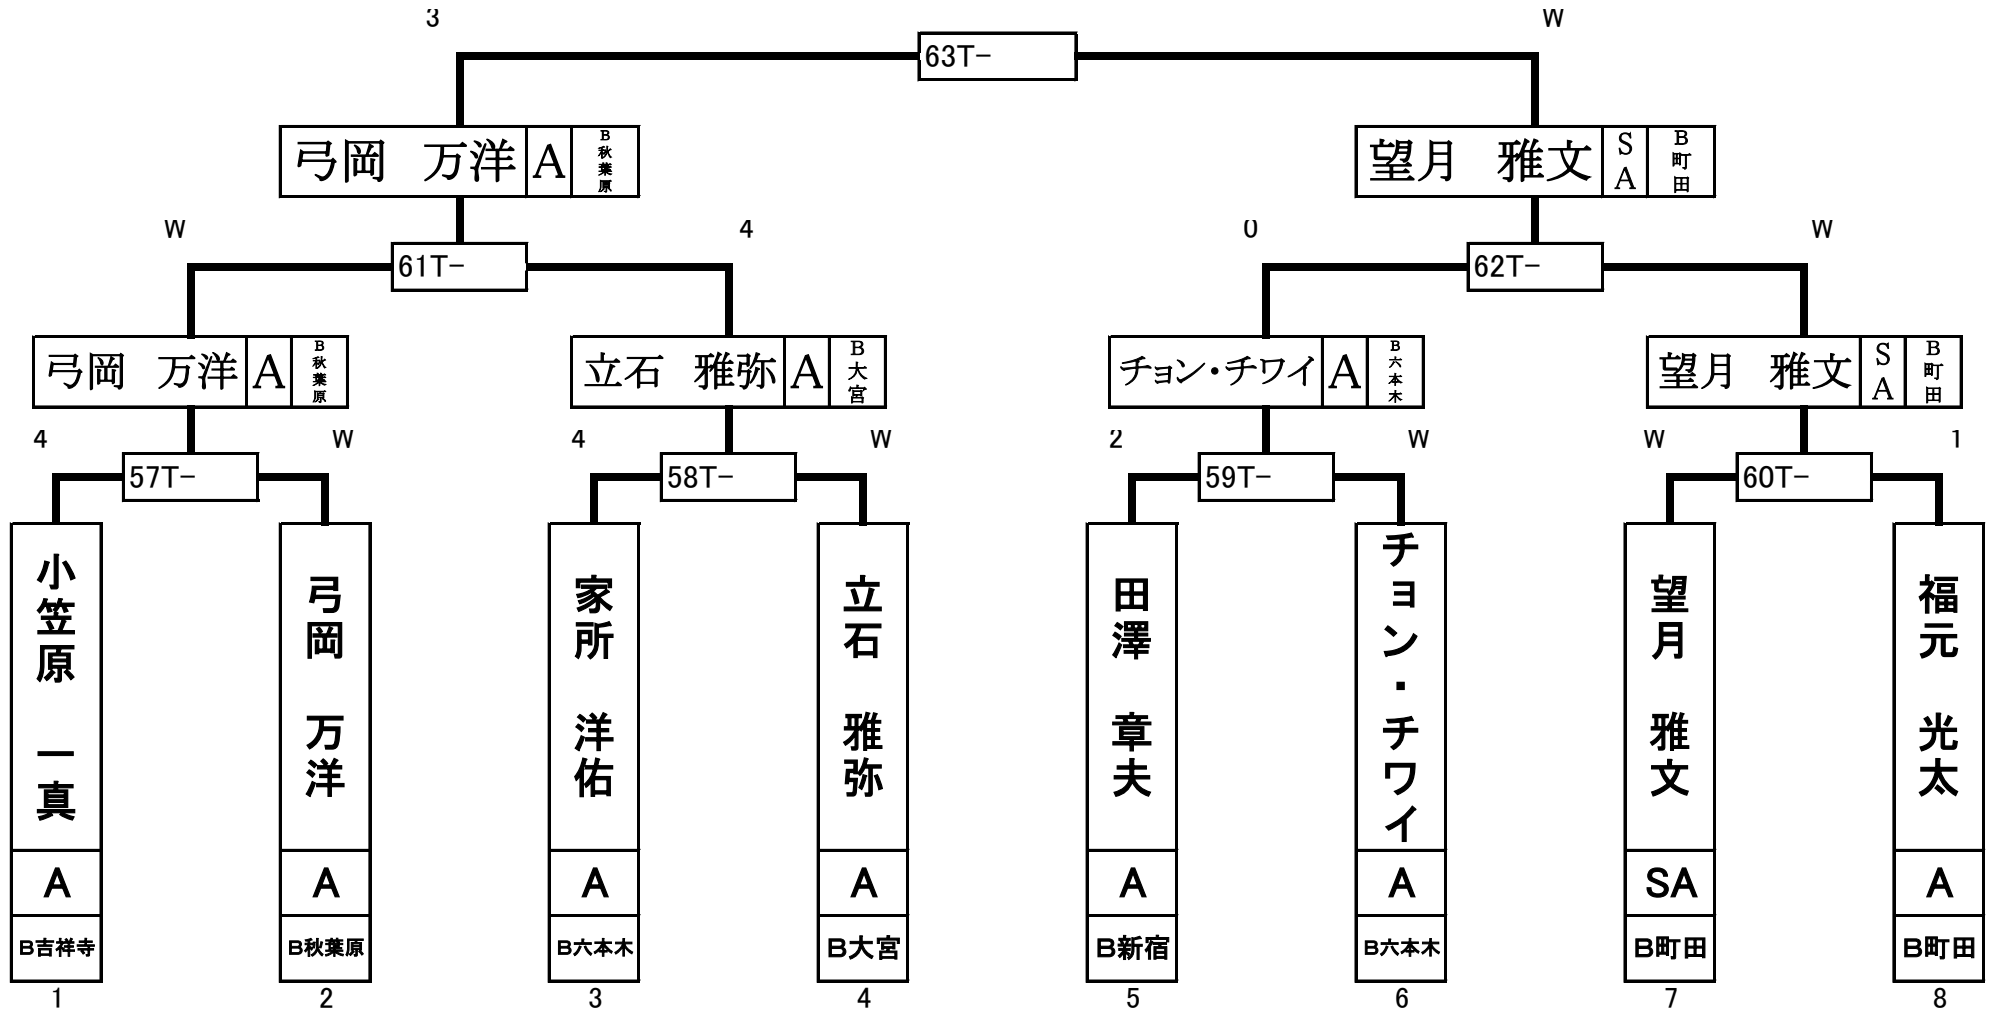 3 W
63T-
弓岡 万洋 A B秋葉原
望月 雅文 SA B町田
W 4 0 W
61T- 62T-
弓岡 万洋 A B秋葉原
立石 雅弥 A B大宮
チョン・チワイ A B六本木
望月 雅文 SA B町田
4 W 4 W 2 W W 1
57T- 58T- 59T- 60T-
小笠原 一真
A
B吉祥寺
1
弓岡 万洋
A
B秋葉原
2
家所 洋佑
A
B六本木
3
立石 雅弥
A
B大宮
4
田澤 章夫
A
B新宿
5
チョン・チワイ
A
B六本木
6
望月 雅文
SA
B町田
7
福元 光太
A
B町田
8